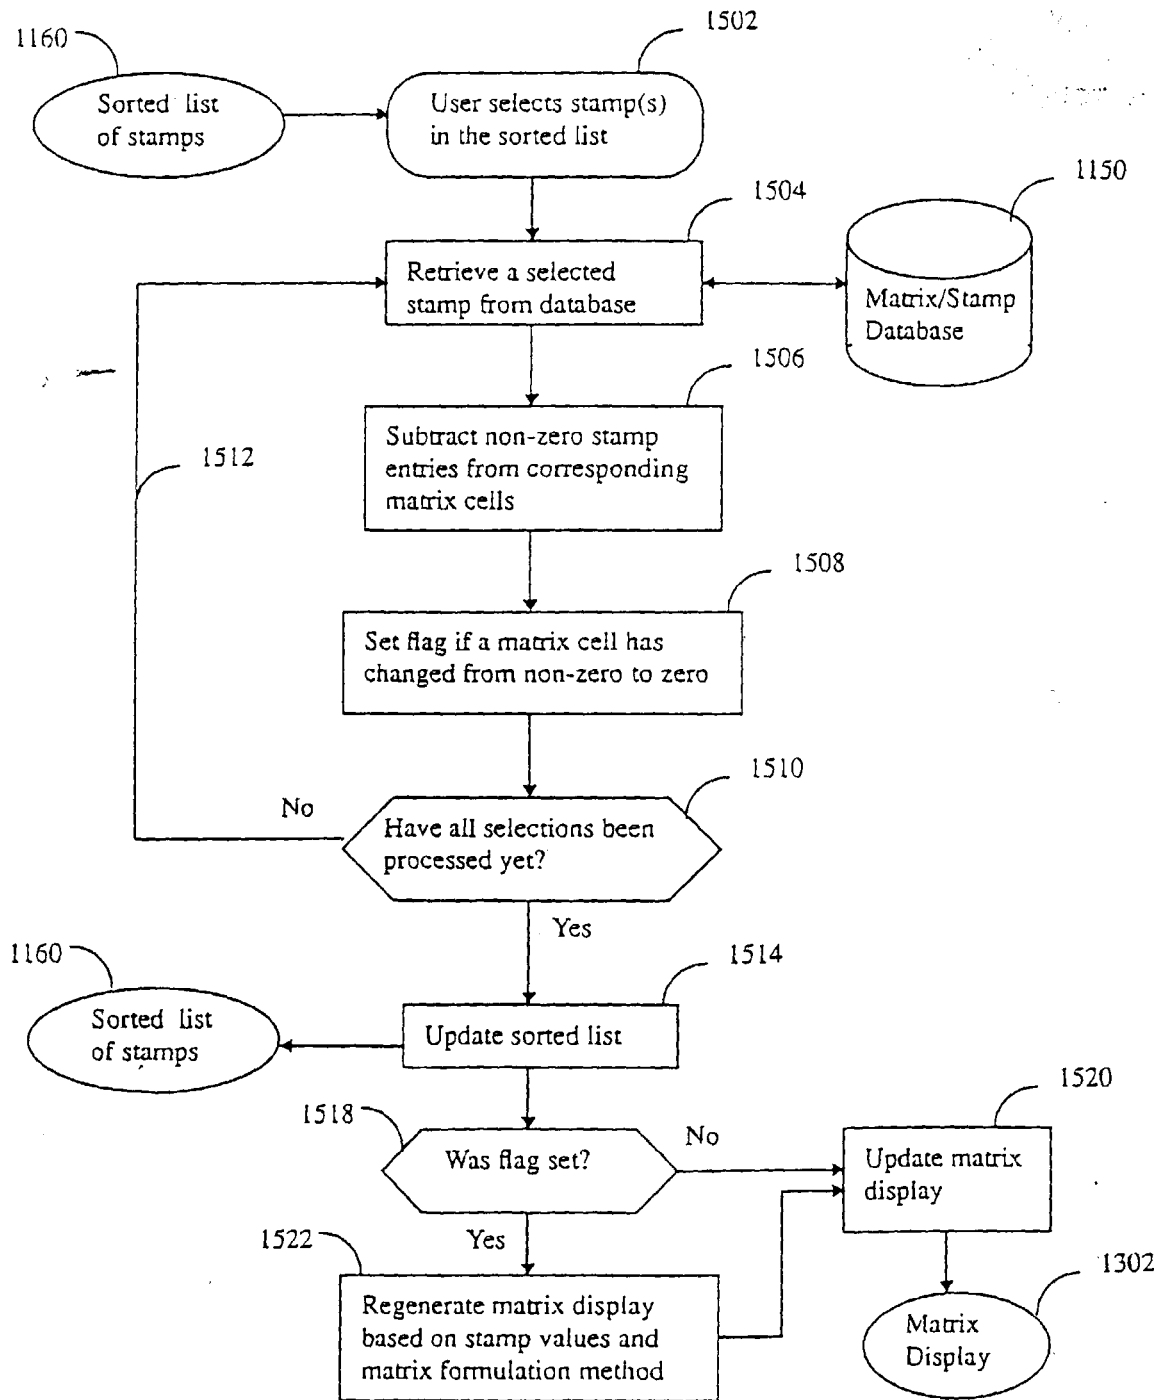 1502
1160
Sorted list
of stamps
User selects stamp(s)
in the sorted list
1150
1504
Retrieve a selected
stamp from database
Matrix/Stamp
Database
1506
Subtract non-zero stamp
entries from corresponding
matrix cells
1512
1508
Set flag if a matrix cell has
changed from non-zero to zero
1510
No
Have all selections been
processed yet?
Yes
1160
1514
Sorted list
of stamps
Update sorted list
1520
1518
No
Was flag set?
Update matrix
display
Yes
1522
1302
Regenerate matrix display
based on stamp values and
matrix formulation method
Matrix
Display